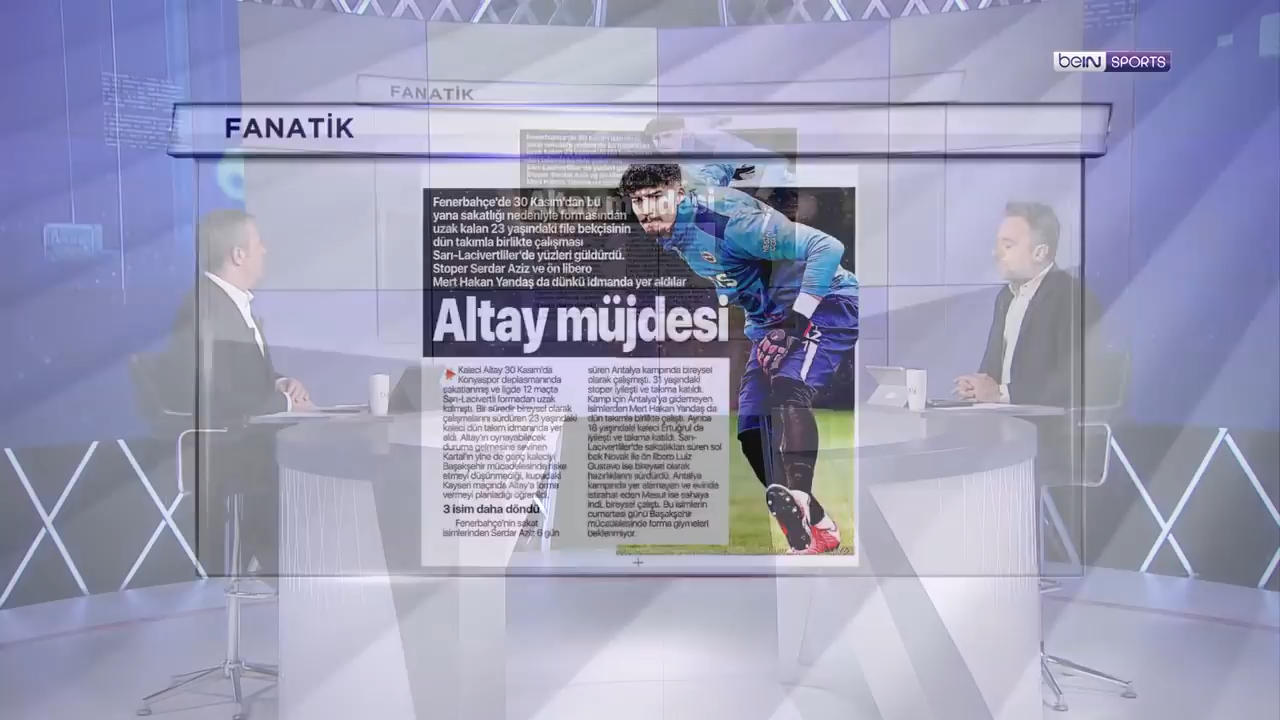 beIN SPORTS
FANATİK
FANATİK
Fenerbahçe'de 30 Kasım'dan bu
yana sakatlığı nedeniyle formasından
uzak kalan 23 yaşındaki file bekçisinin
dün takımla birlikte çalışması
Sarı-Lacivertliler'de yüzleri güldürdü.
Stoper Serdar Aziz ve ön libero
Mert Hakan Yandaş da dünkü idmanda yer aldılar
Altay müjdesi
Kaleci Altay 30 Kasım'da
Konyaspor deplasmanında
sakatlanmış ve ligde 12 maçta
Sarı-Lacivertli formadan uzak
kalmıştı. Bir süredir bireysel olarak
çalışmalarını sürdüren 23 yaşındaki
kaleci dün takım idmanında yer
aldı. Altay'ın oynayabilecek
duruma gelmesine sevinen
Kartal'ın yine de genç kaleciyi
Başakşehir mücadelesinde riske
etmeyi düşünmediği, kupadaki
Kayseri maçında Altay'a forma
vermeyi planladığı öğrenildi.
3 isim daha döndü
Fenerbahçe'nin sakat
isimlerinden Serdar Aziz 6 gün
süren Antalya kampında bireysel
olarak çalışmıştı. 31 yaşındaki
stoper iyileşti ve takıma katıldı.
Kamp için Antalya'ya gidemeyen
isimlerden Mert Hakan Yandaş da
dün takımla birlikte çalıştı. Ayrıca
18 yaşındaki kaleci Ertuğrul da
iyileşti ve takıma katıldı. Sarı-
Lacivertliler'de sakatlıkları süren sol
bek Novak ile ön libero Luiz
Gustavo ise bireysel olarak
hazırlıklarını sürdürdü. Antalya
kampında yer alamayan ve evinde
istirahat eden Mesut ise sahaya
indi, bireysel çalıştı. Bu isimlerin
cumartesi günü Başakşehir
mücadelesinde forma giymeleri
beklenmiyor.